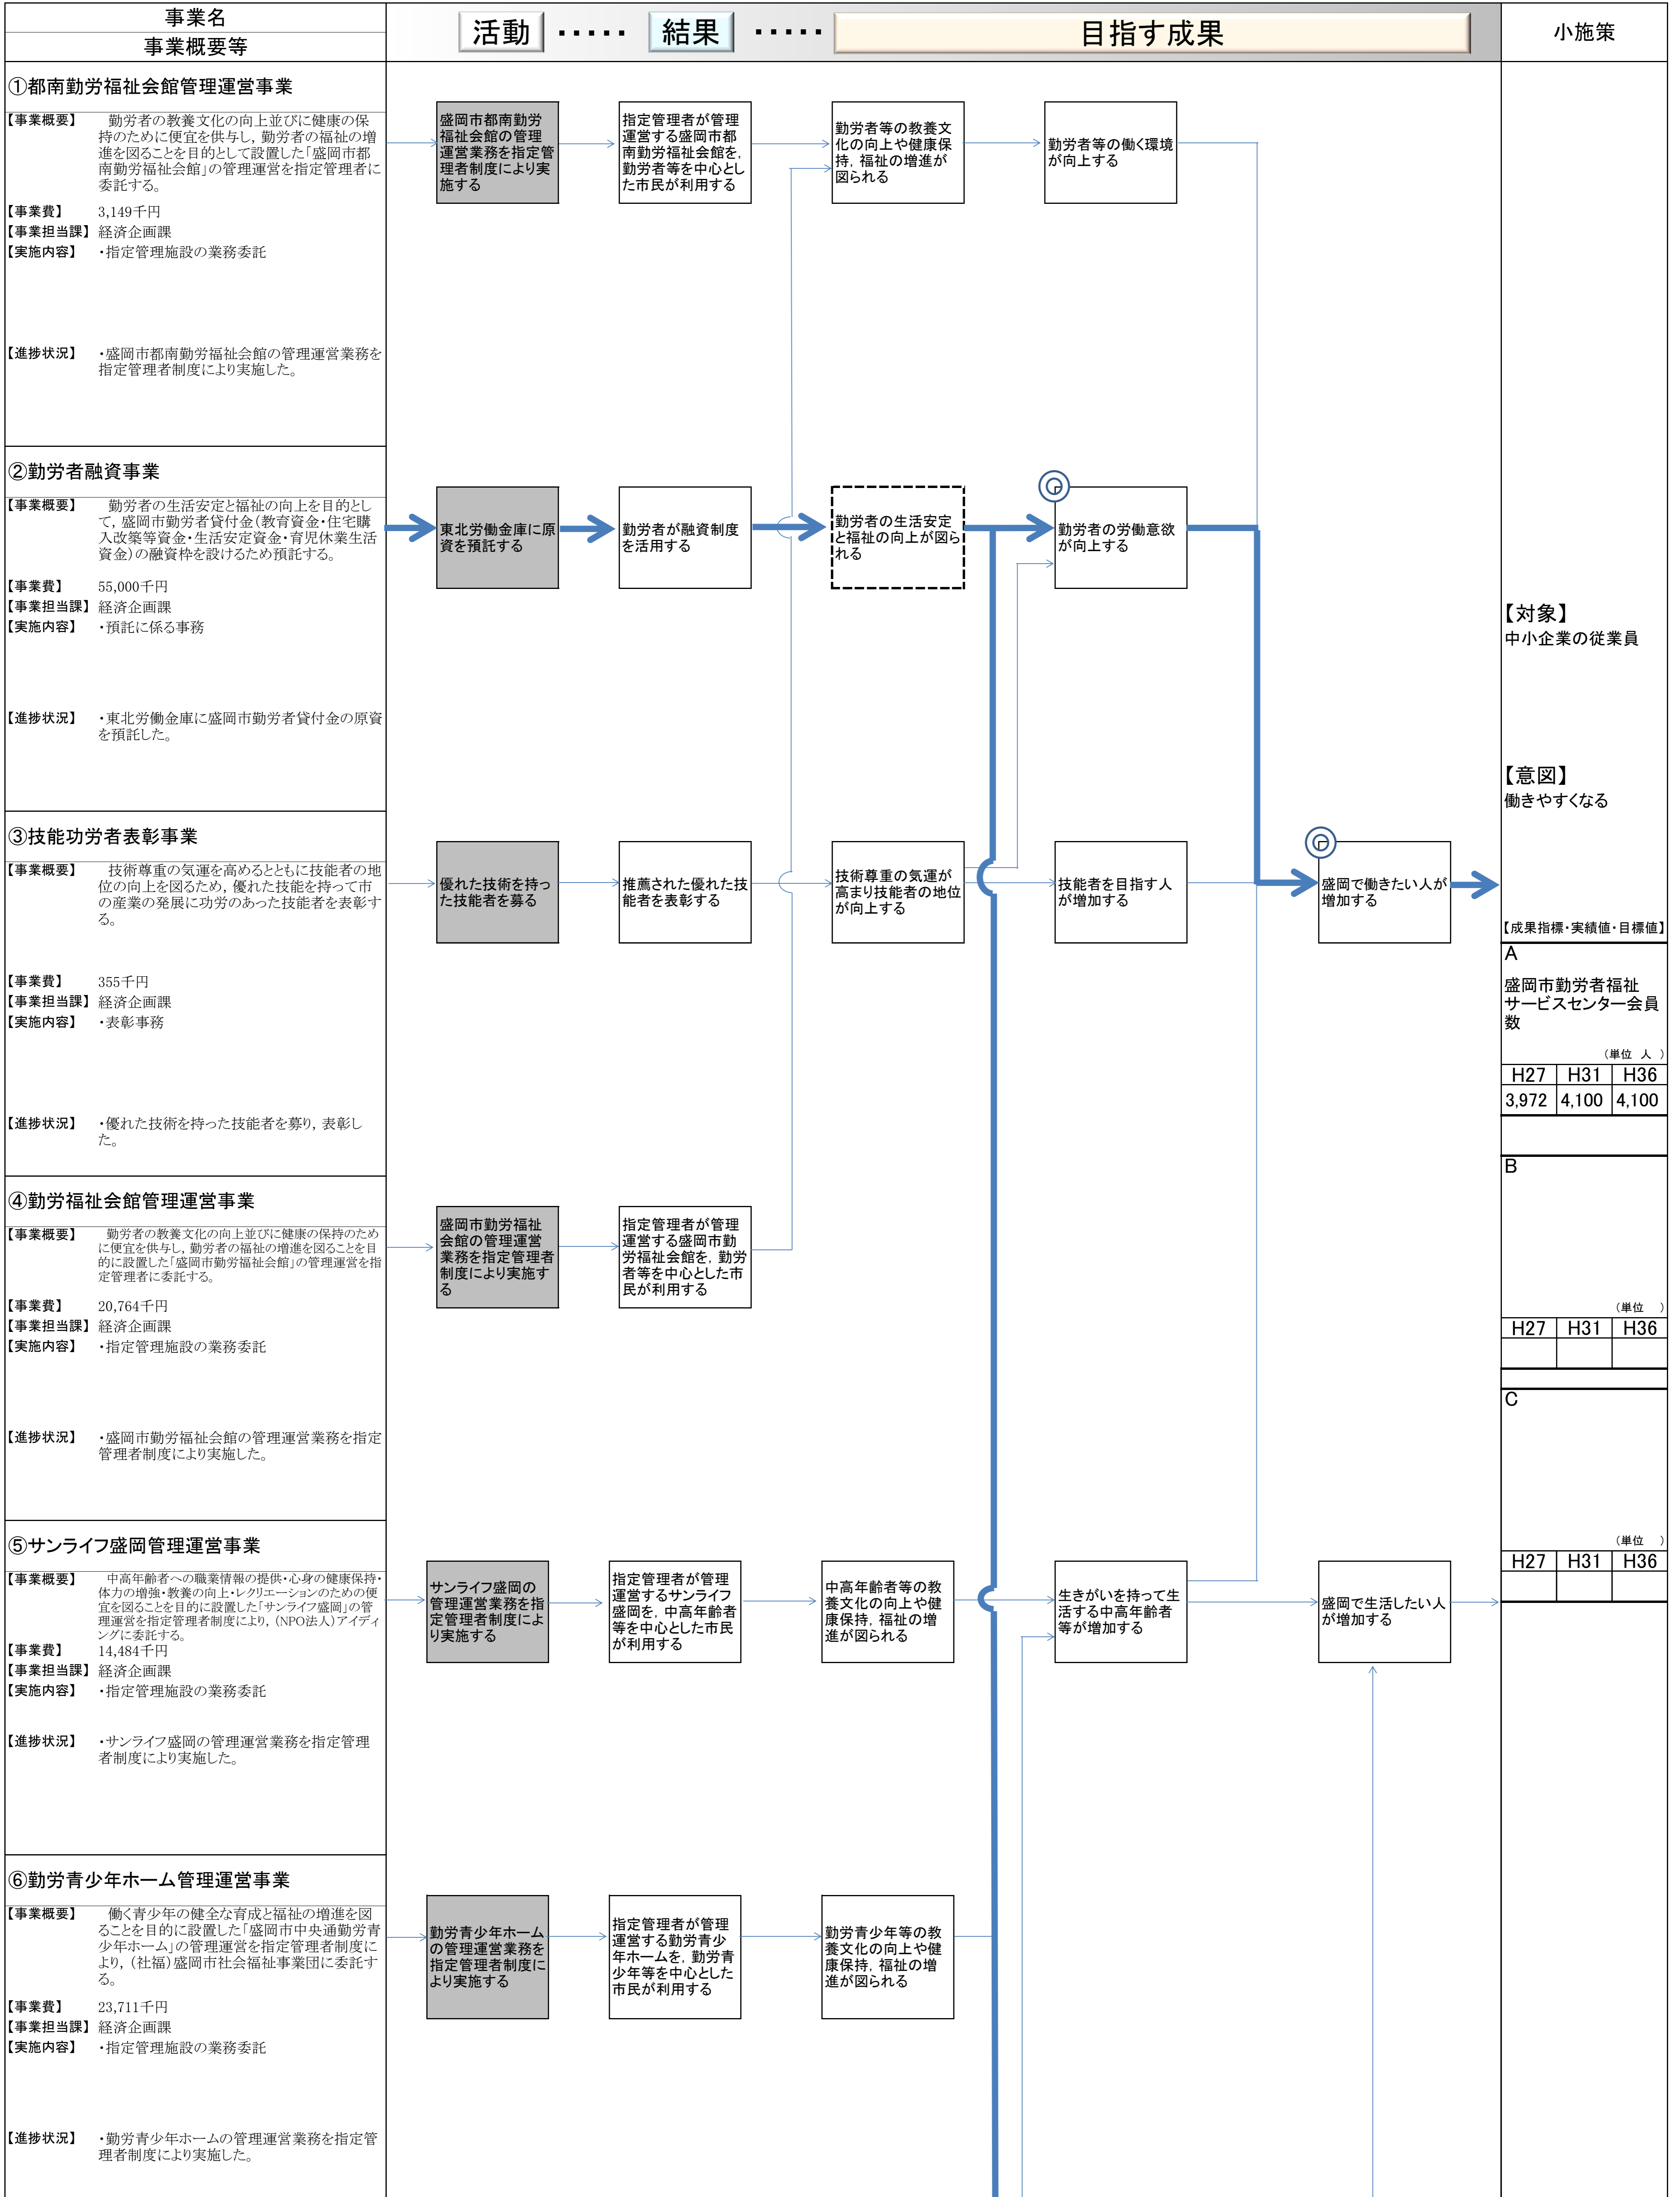 事業名
事業概要等
活動 ・・・・・ 結果 ・・・・・ 目指す成果
小施策
①都南勤労福祉会館管理運営事業
【事業概要】 勤労者の教養文化の向上並びに健康の保
持のために便宜を供与し，勤労者の福祉の増
進を図ることを目的として設置した「盛岡市都
南勤労福祉会館」の管理運営を指定管理者に
委託する。
【事業費】 3,149千円
【事業担当課】 経済企画課
【実施内容】 ・指定管理施設の業務委託
【進捗状況】 ・盛岡市都南勤労福祉会館の管理運営業務を
指定管理者制度により実施した。
盛岡市都南勤労
福祉会館の管理
運営業務を指定管
理者制度により実
施する
指定管理者が管理
運営する盛岡市都
南勤労福祉会館を，
勤労者等を中心とし
た市民が利用する
勤労者等の教養文
化の向上や健康保
持，福祉の増進が
図られる
勤労者等の働く環境
が向上する
②勤労者融資事業
【事業概要】 勤労者の生活安定と福祉の向上を目的とし
て，盛岡市勤労者貸付金（教育資金・住宅購
入改築等資金・生活安定資金・育児休業生活
資金）の融資枠を設けるため預託する。
【事業費】 55,000千円
【事業担当課】 経済企画課
【実施内容】 ・預託に係る事務
【進捗状況】 ・東北労働金庫に盛岡市勤労者貸付金の原資
を預託した。
東北労働金庫に原
資を預託する
勤労者が融資制度
を活用する
勤労者の生活安定
と福祉の向上が図ら
れる
◎
勤労者の労働意欲
が向上する
③技能功労者表彰事業
【事業概要】 技術尊重の気運を高めるとともに技能者の地
位の向上を図るため，優れた技能を持って市
の産業の発展に功労のあった技能者を表彰す
る。
【事業費】 355千円
【事業担当課】 経済企画課
【実施内容】 ・表彰事務
【進捗状況】 ・優れた技術を持った技能者を募り，表彰し
た。
優れた技術を持っ
た技能者を募る
推薦された優れた技
能者を表彰する
技術尊重の気運が
高まり技能者の地位
が向上する
技能者を目指す人
が増加する
◎
盛岡で働きたい人が
増加する
④勤労福祉会館管理運営事業
【事業概要】 勤労者の教養文化の向上並びに健康の保持のため
に便宜を供与し，勤労者の福祉の増進を図ることを目
的に設置した「盛岡市勤労福祉会館」の管理運営を指
定管理者に委託する。
【事業費】 20,764千円
【事業担当課】 経済企画課
【実施内容】 ・指定管理施設の業務委託
【進捗状況】 ・盛岡市勤労福祉会館の管理運営業務を指定
管理者制度により実施した。
盛岡市勤労福祉
会館の管理運営
業務を指定管理者
制度により実施す
る
指定管理者が管理
運営する盛岡市勤
労福祉会館を，勤労
者等を中心とした市
民が利用する
⑤サンライフ盛岡管理運営事業
【事業概要】 中高年齢者への職業情報の提供・心身の健康保持・
体力の増強・教養の向上・レクリエーションのための便
宜を図ることを目的に設置した「サンライフ盛岡」の管
理運営を指定管理者制度により，（NPO法人）アイディ
ングに委託する。
【事業費】 14,484千円
【事業担当課】 経済企画課
【実施内容】 ・指定管理施設の業務委託
【進捗状況】 ・サンライフ盛岡の管理運営業務を指定管理
者制度により実施した。
サンライフ盛岡の
管理運営業務を指
定管理者制度によ
り実施する
指定管理者が管理
運営するサンライフ
盛岡を，中高年齢者
等を中心とした市民
が利用する
中高年齢者等の教
養文化の向上や健
康保持，福祉の増
進が図られる
生きがいを持って生
活する中高年齢者
等が増加する
盛岡で生活したい人
が増加する
⑥勤労青少年ホーム管理運営事業
【事業概要】 働く青少年の健全な育成と福祉の増進を図
ることを目的に設置した「盛岡市中央通勤労青
少年ホーム」の管理運営を指定管理者制度に
より，（社福）盛岡市社会福祉事業団に委託す
る。
【事業費】 23,711千円
【事業担当課】 経済企画課
【実施内容】 ・指定管理施設の業務委託
【進捗状況】 ・勤労青少年ホームの管理運営業務を指定管
理者制度により実施した。
勤労青少年ホーム
の管理運営業務を
指定管理者制度に
より実施する
指定管理者が管理
運営する勤労青少
年ホームを，勤労青
少年等を中心とした
市民が利用する
勤労青少年等の教
養文化の向上や健
康保持，福祉の増
進が図られる
【対象】
中小企業の従業員
【意図】
働きやすくなる
【成果指標・実績値・目標値】
A
盛岡市勤労者福祉
サービスセンター会員
数
（単位 人 ）
H27 H31 H36
3,972 4,100 4,100
B
（単位 ）
H27 H31 H36
C
（単位 ）
H27 H31 H36